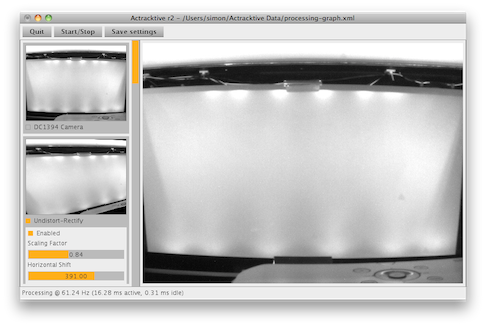 Actracktive r2 – /Users/simon/Actracktive Data/processing-graph.xml
Quit Start/Stop Save settings
DC1394 Camera
Undistort-Rectify
Enabled
Scaling Factor
0.84
Horizontal Shift
391.00
Processing @ 61.24 Hz (16.28 ms active, 0.31 ms idle)